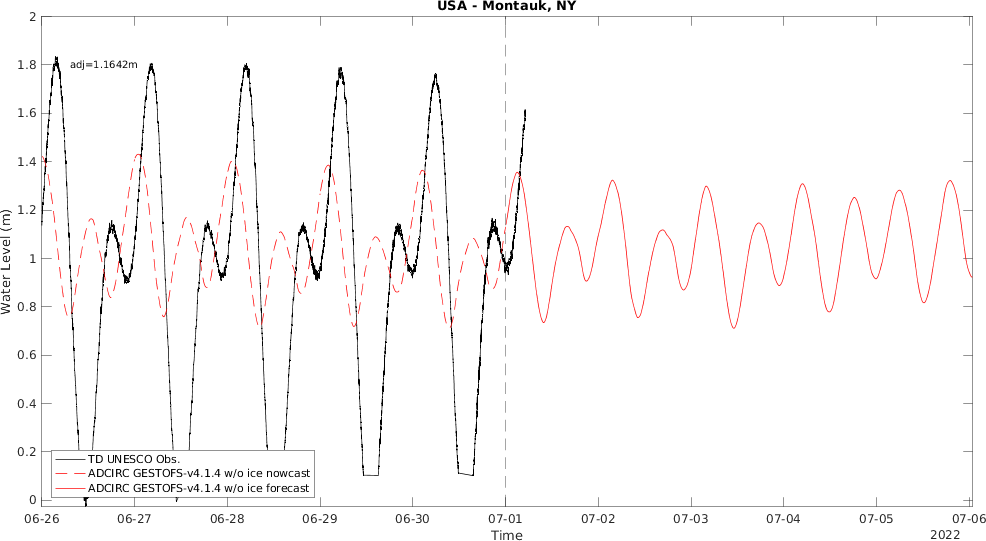 USA - Montauk, NY
2
1.8
1.6
1.4
1.2
1
0.8
0.6
0.4
0.2
0
Water Level (m)
adj=1.1642m
TD UNESCO Obs.
ADCIRC GESTOFS-v4.1.4 w/o ice nowcast
ADCIRC GESTOFS-v4.1.4 w/o ice forecast
06-26 06-27 06-28 06-29 06-30 07-01 07-02 07-03 07-04 07-05 07-06
Time
2022